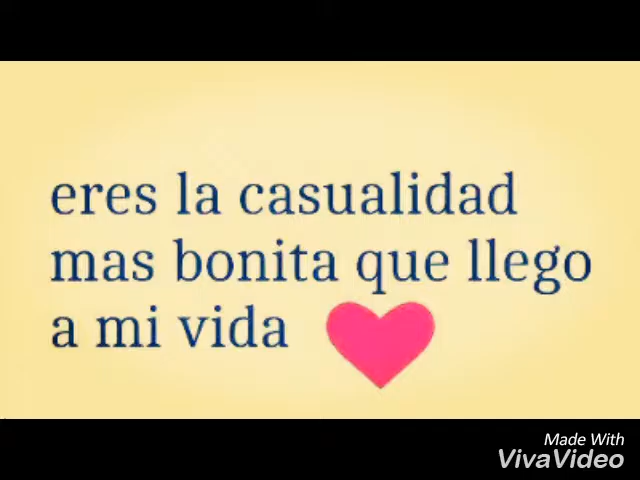 eres la casualidad
mas bonita que llego
a mi vida
Made With
VivaVideo